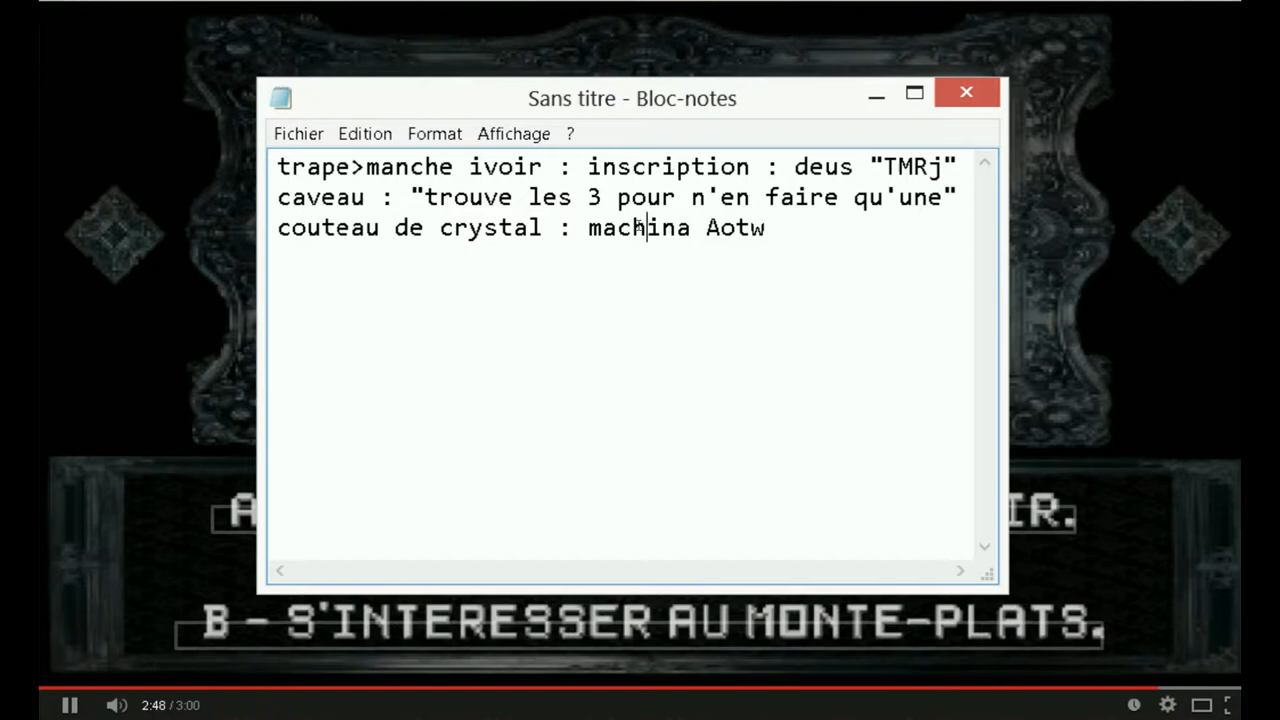 Sans titre - Bloc-notes
Fichier Edition Format Affichage ?
trape>manche ivoir : inscription : deus "TMRj"
caveau : "trouve les 3 pour n'en faire qu'une"
couteau de crystal : machina Aotw
A IR.
B - S'INTERESSER AU MONTE-PLATS.
2:48 / 3:00